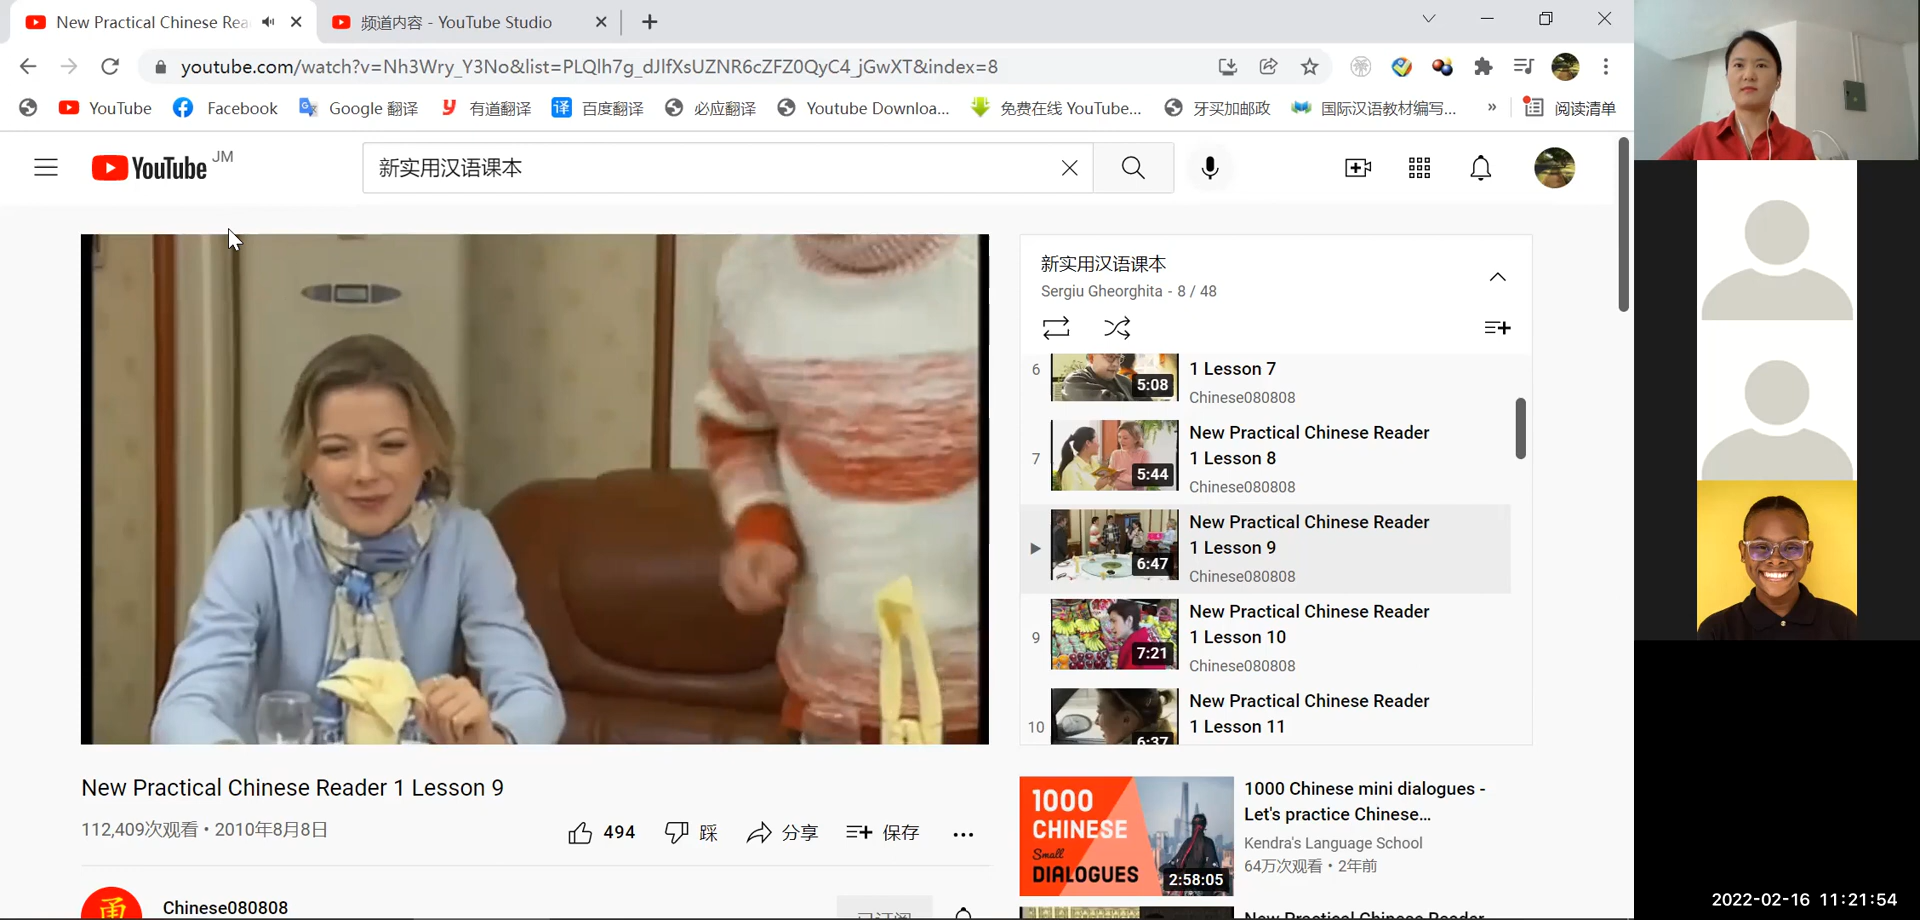 New Practical Chinese Rea
频道内容 - YouTube Studio
youtube.com/watch?v=Nh3Wry_Y3No&list=PLQlh7g_dJlfXsUZNR6cZFZ0QyC4_jGwXT&index=8
YouTube
Facebook
Google 翻译
有道翻译
百度翻译
必应翻译
Youtube Downloa...
免费在线 YouTube...
牙买加邮政
国际汉语教材编写...
»
阅读清单
YouTube JM
新实用汉语课本
新实用汉语课本
Sergiu Gheorghita - 8 / 48
6
5:08
1 Lesson 7
Chinese080808
7
5:44
New Practical Chinese Reader
1 Lesson 8
Chinese080808
6:47
New Practical Chinese Reader
1 Lesson 9
Chinese080808
9
7:21
New Practical Chinese Reader
1 Lesson 10
Chinese080808
10
6:37
New Practical Chinese Reader
1 Lesson 11
New Practical Chinese Reader 1 Lesson 9
112,409次观看 • 2010年8月8日
494
踩
分享
保存
Chinese080808
已订阅
1000
CHINESE
Small
DIALOGUES
2:58:05
1000 Chinese mini dialogues -
Let's practice Chinese...
Kendra's Language School
64万次观看 • 2年前
New Practical Chinese Reader
2022-02-16 11:21:54